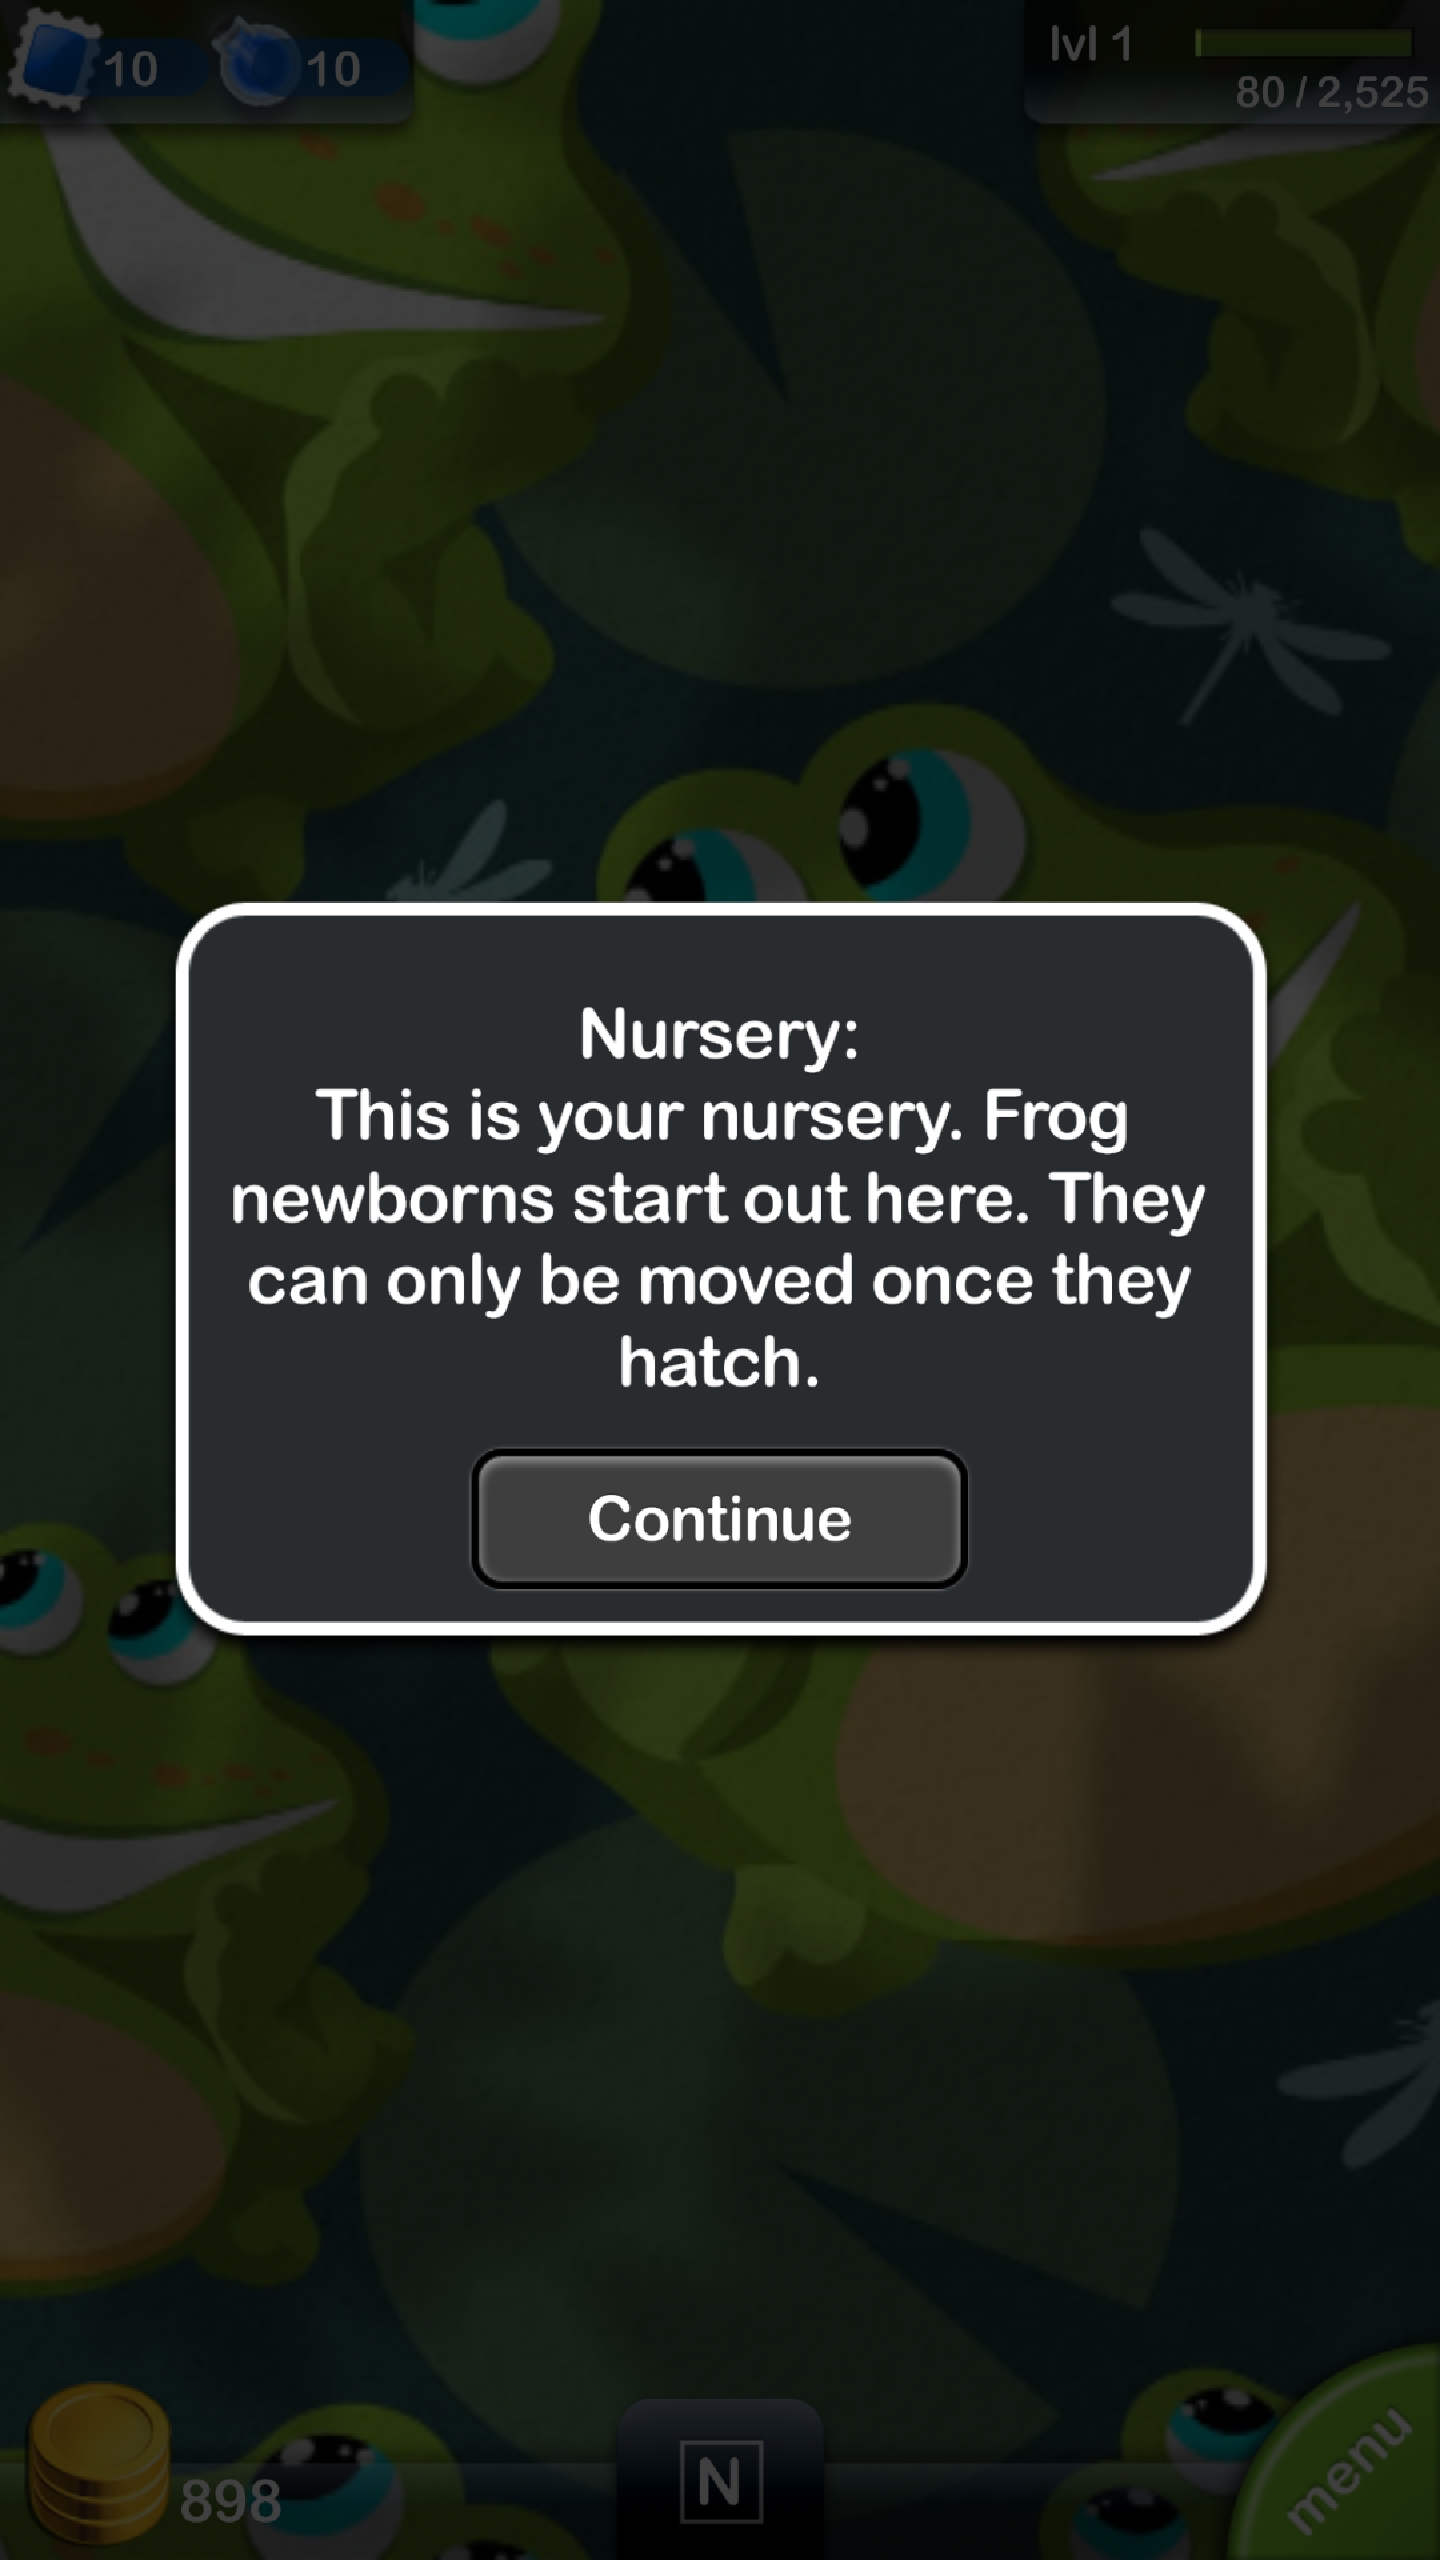 10
10
lvl 1
80 / 2,525
Nursery:
This is your nursery. Frog
newborns start out here. They
can only be moved once they
hatch.
Continue
898
N
menu